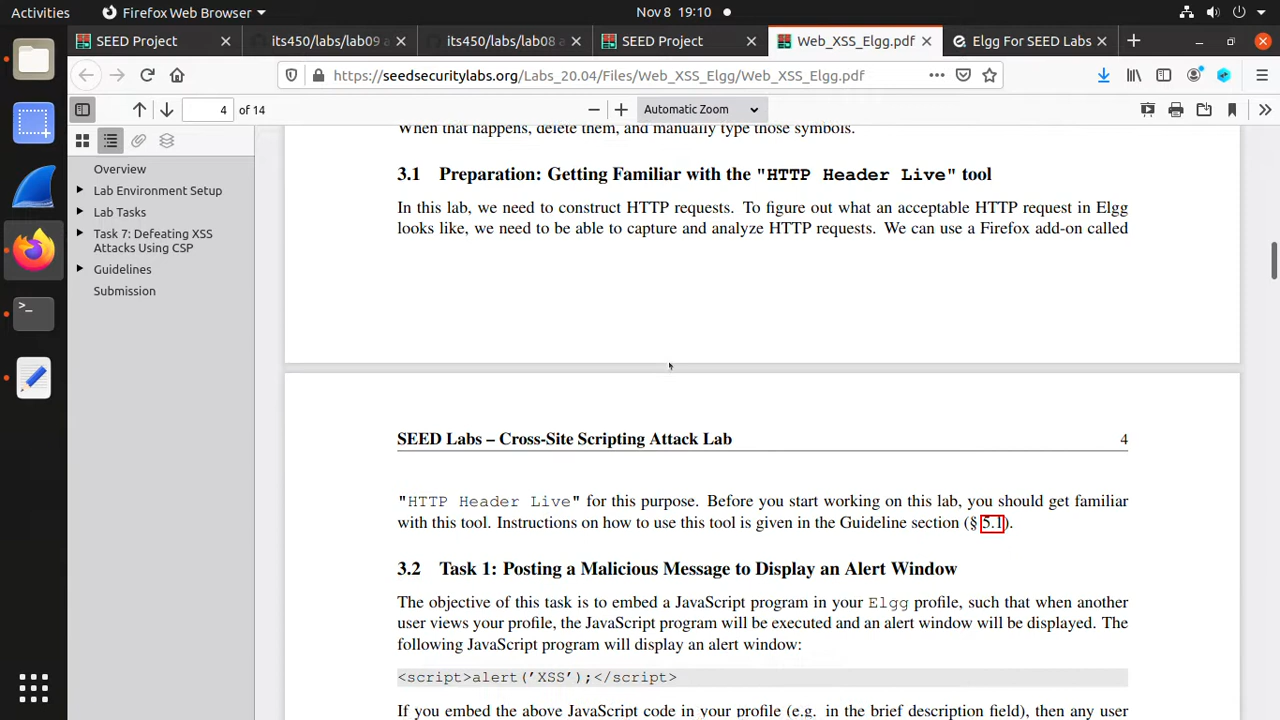 Activities
Firefox Web Browser
Nov 8 19:10
SEED Project
its450/labs/lab09
its450/labs/lab08
SEED Project
Web_XSS_Elgg.pdf
Elgg For SEED Labs
https://seedsecuritylabs.org/Labs_20.04/Files/Web_XSS_Elgg/Web_XSS_Elgg.pdf
4 of 14
Automatic Zoom
Overview
Lab Environment Setup
Lab Tasks
Task 7: Defeating XSS
Attacks Using CSP
Guidelines
Submission
When that happens, delete them, and manually type those symbols.
3.1 Preparation: Getting Familiar with the "HTTP Header Live" tool
In this lab, we need to construct HTTP requests. To figure out what an acceptable HTTP request in Elgg
looks like, we need to be able to capture and analyze HTTP requests. We can use a Firefox add-on called
SEED Labs – Cross-Site Scripting Attack Lab 4
"HTTP Header Live" for this purpose. Before you start working on this lab, you should get familiar
with this tool. Instructions on how to use this tool is given in the Guideline section (§ 5.1).
3.2 Task 1: Posting a Malicious Message to Display an Alert Window
The objective of this task is to embed a JavaScript program in your Elgg profile, such that when another
user views your profile, the JavaScript program will be executed and an alert window will be displayed. The
following JavaScript program will display an alert window:
<script>alert(’XSS’);</script>
If you embed the above JavaScript code in your profile (e.g. in the brief description field), then any user